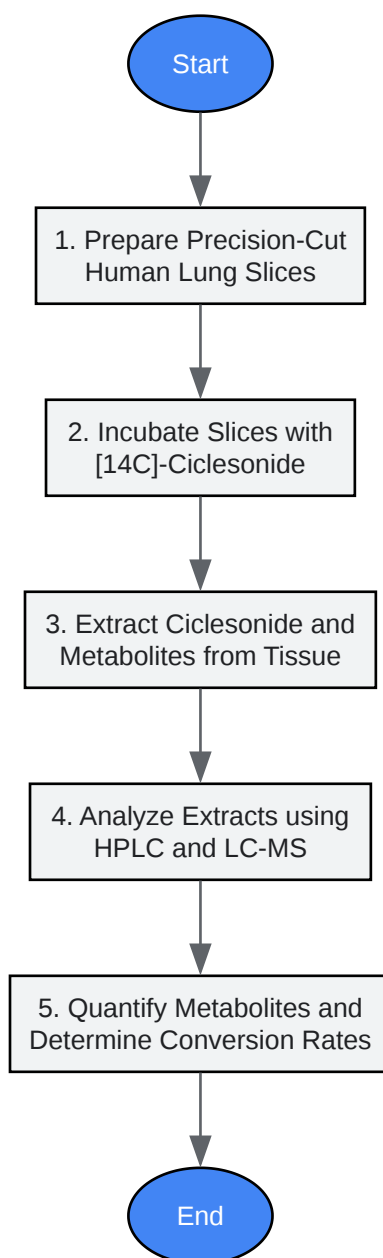 Start
1. Prepare Precision-Cut
Human Lung Slices
2. Incubate Slices with
[14C]-Ciclesonide
3. Extract Ciclesonide and
Metabolites from Tissue
4. Analyze Extracts using
HPLC and LC-MS
5. Quantify Metabolites and
Determine Conversion Rates
End